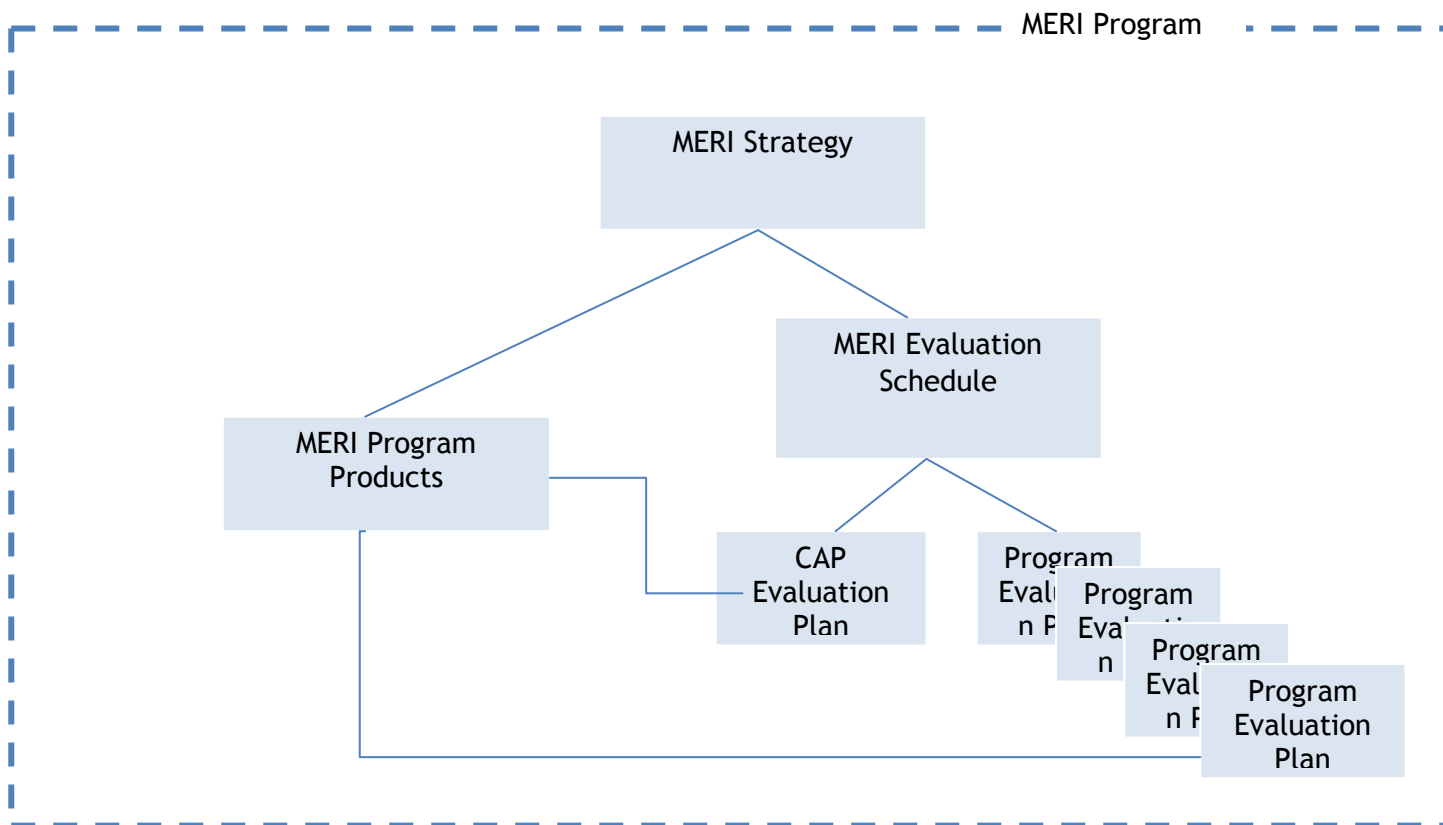 MERI Program
MERI Strategy
MERI Evaluation
Schedule
MERI Program
Products
CAP
Evaluation
Plan
Program
Program
Program
Program
Evaluation
Plan